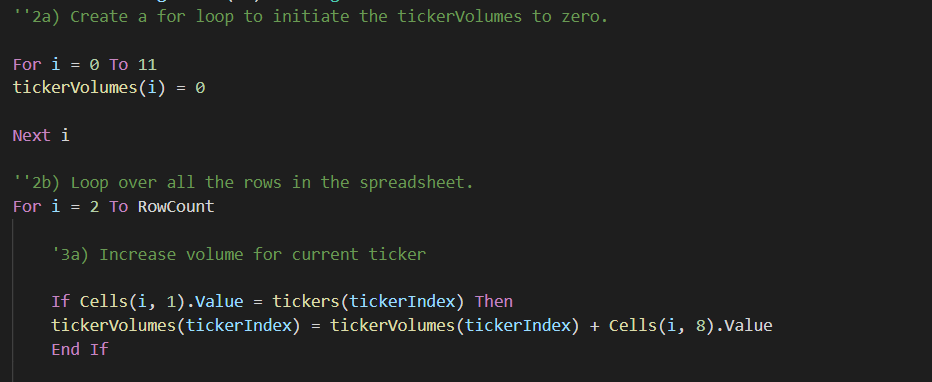 ''2a) Create a for loop to initiate the tickerVolumes to zero.
For i = 0 To 11
tickerVolumes(i) = 0
Next i
''2b) Loop over all the rows in the spreadsheet.
For i = 2 To RowCount
'3a) Increase volume for current ticker
If Cells(i, 1).Value = tickers(tickerIndex) Then
tickerVolumes(tickerIndex) = tickerVolumes(tickerIndex) + Cells(i, 8).Value
End If